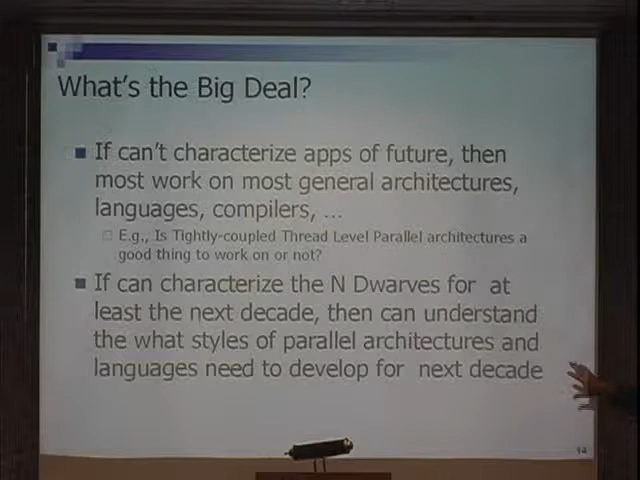 What's the Big Deal?
If can't characterize apps of future, then
most work on most general architectures,
languages, compilers, ...
E.g., Is Tightly-coupled Thread Level Parallel architectures a
good thing to work on or not?
If can characterize the N Dwarves for at
least the next decade, then can understand
the what styles of parallel architectures and
languages need to develop for next decade
14